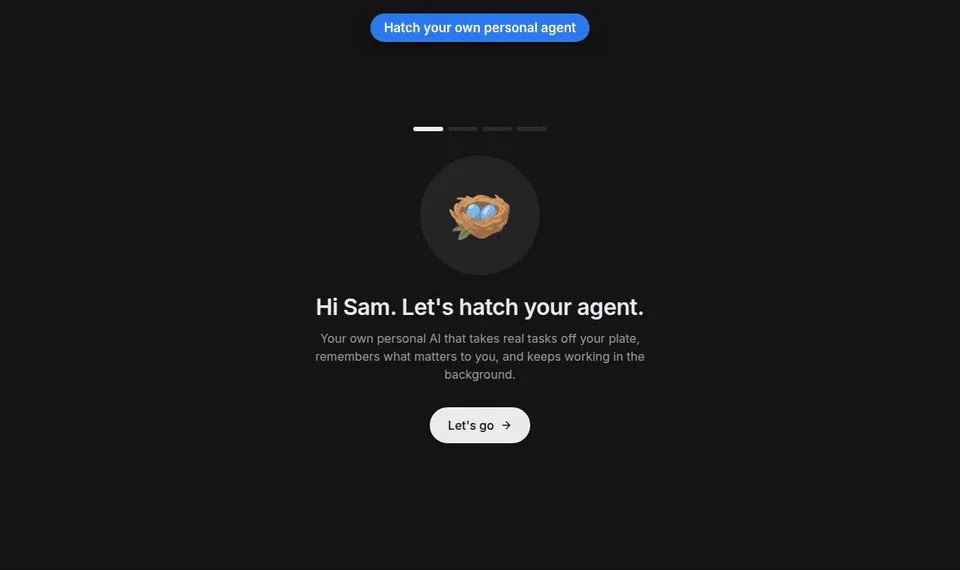 Hatch your own personal agent
Hi Sam. Let's hatch your agent.
Your own personal AI that takes real tasks off your plate,
remembers what matters to you, and keeps working in the
background.
Let's go →